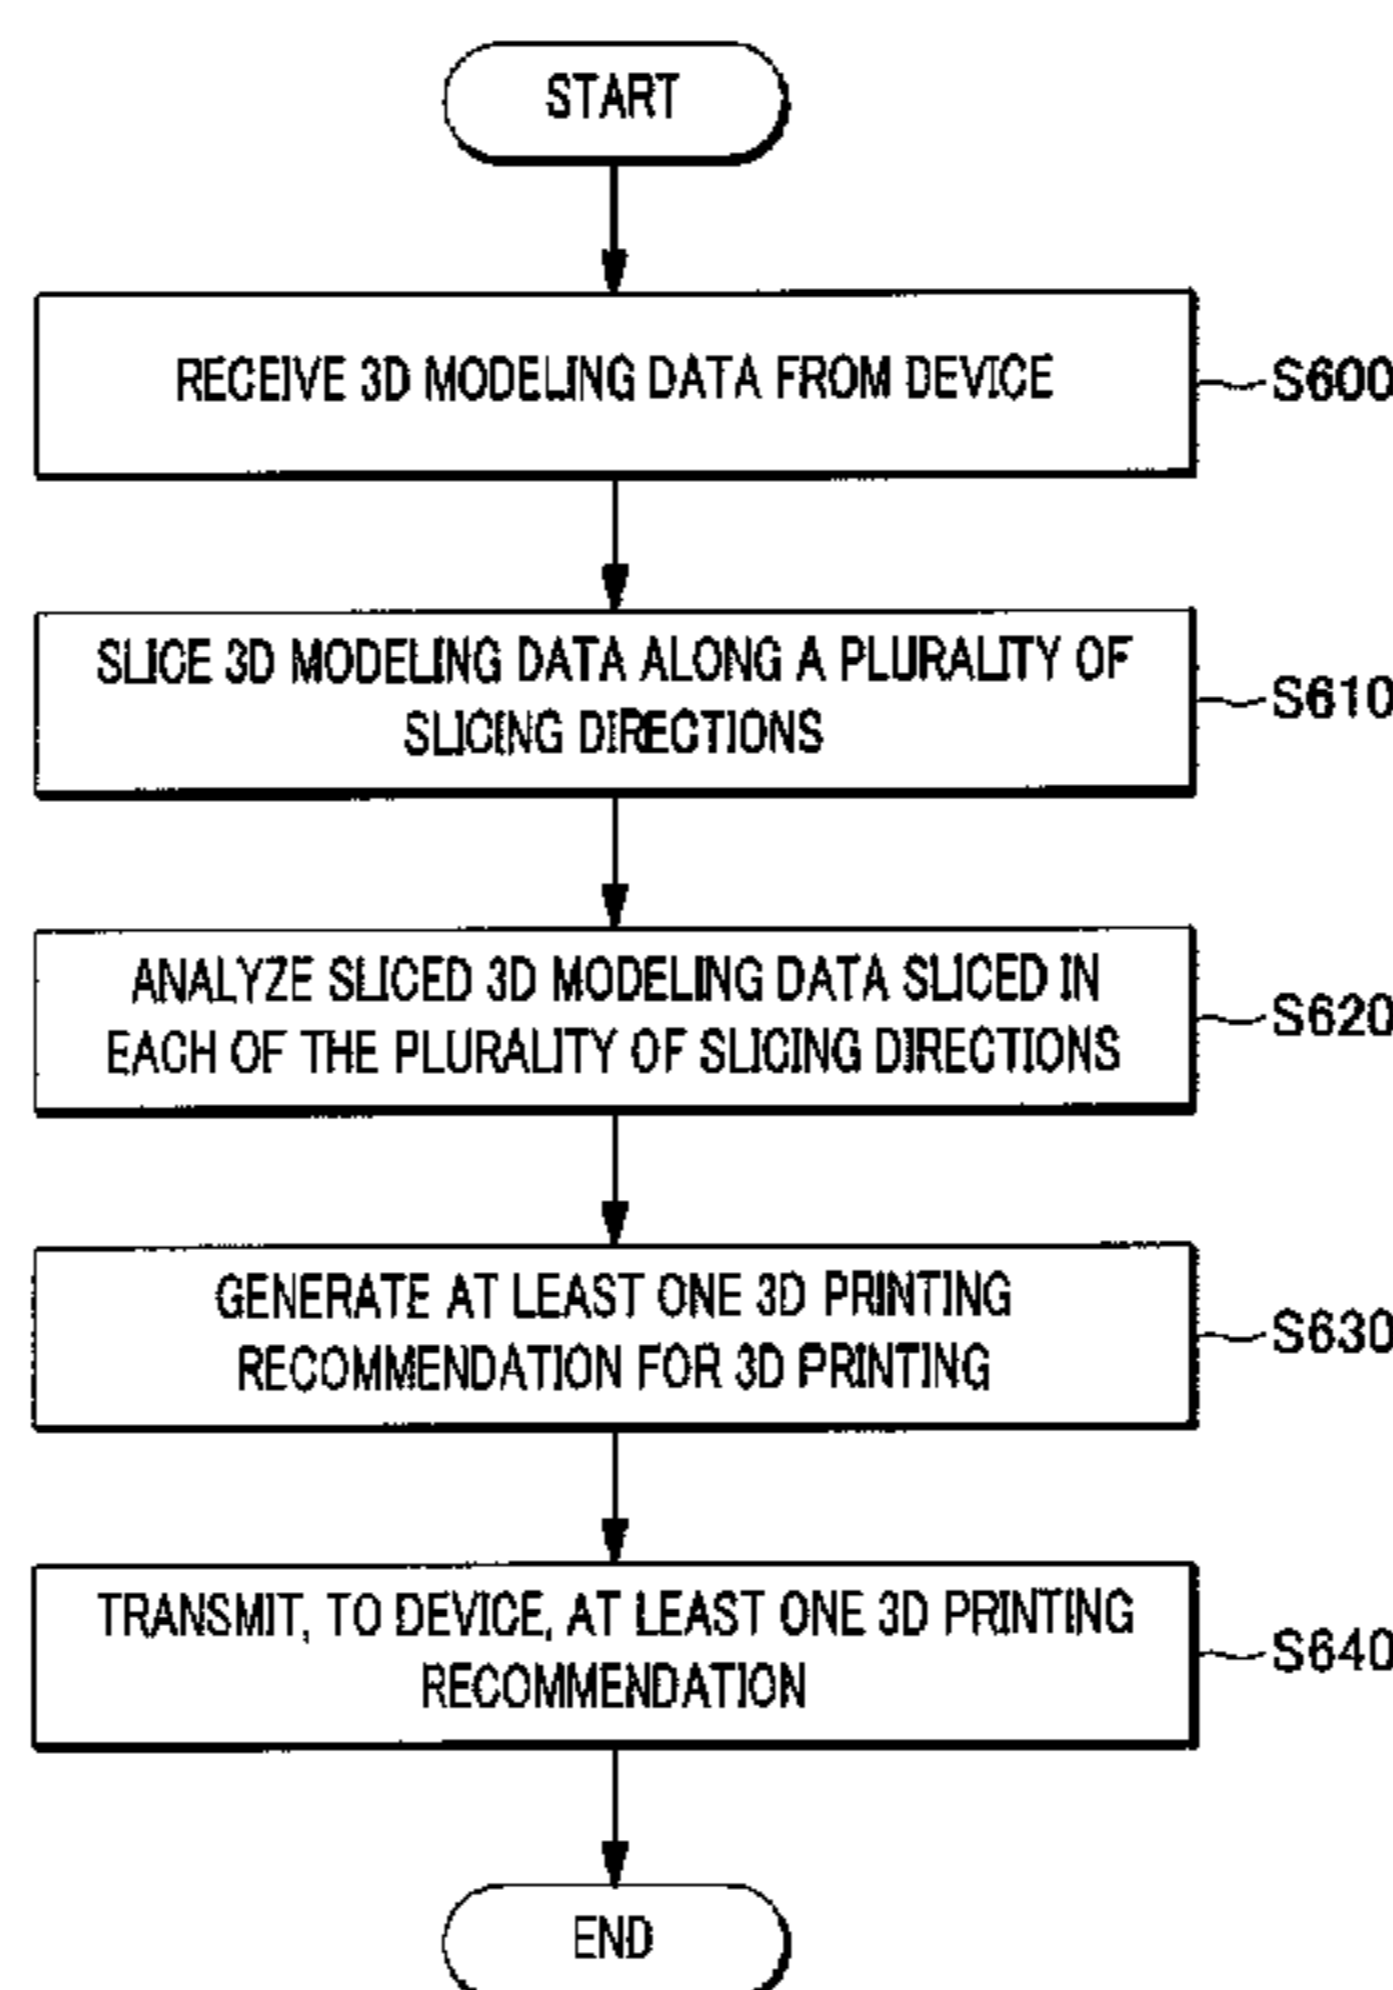 START
RECEIVE 3D MODELING DATA FROM DEVICE
S600
SLICE 3D MODELING DATA ALONG A PLURALITY OF
SLICING DIRECTIONS
S610
ANALYZE SLICED 3D MODELING DATA SLICED IN
EACH OF THE PLURALITY OF SLICING DIRECTIONS
S620
GENERATE AT LEAST ONE 3D PRINTING
RECOMMENDATION FOR 3D PRINTING
S630
TRANSMIT, TO DEVICE, AT LEAST ONE 3D PRINTING
RECOMMENDATION
S640
END